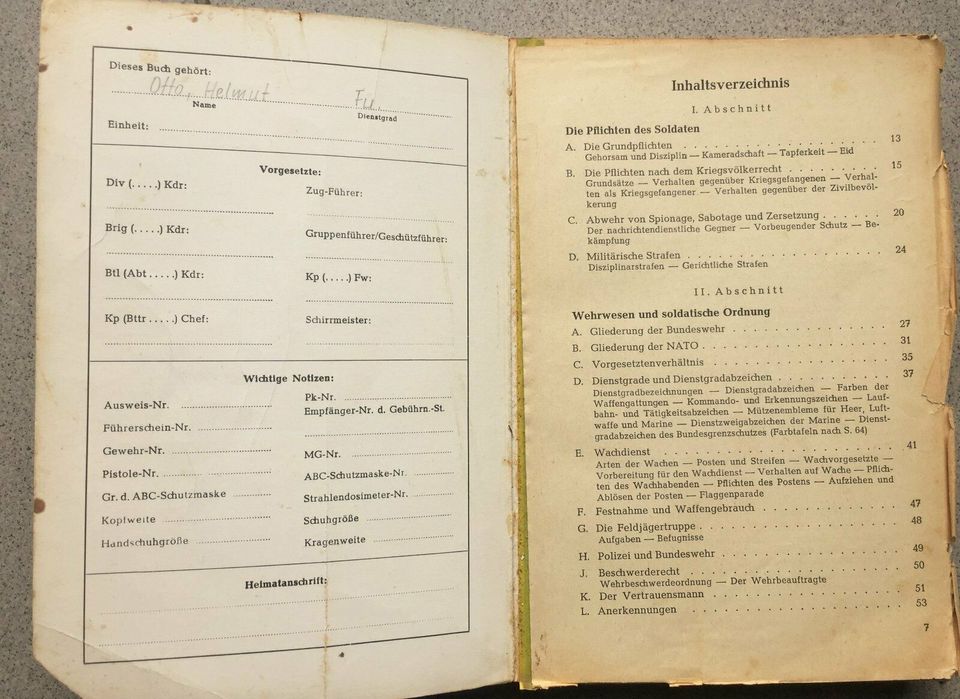 Dieses Buch gehört:
Otto, Helmut Fu.
Name Dienstgrad
Einheit:
Vorgesetzte:
Div (.....) Kdr:
Brig (.....) Kdr:
Btl (Abt.....) Kdr:
Kp (Bttr.....) Chef:
Zug-Führer:
Gruppenführer/Geschützführer:
Kp (.....) Fw:
Schirrmeister:
Wichtige Notizen:
Ausweis-Nr.
Führerschein-Nr.
Gewehr-Nr.
Pistole-Nr.
Gr. d. ABC-Schutzmaske
Kopfweite
Handschuhgröße
Pk-Nr.
Empfänger-Nr. d. Gebührn.-St.
MG-Nr.
ABC-Schutzmaske-Nr.
Strahlendosimeter-Nr.
Schuhgröße
Kragenweite
Heimatanschrift:
Inhaltsverzeichnis
I. Abschnitt
Die Pflichten des Soldaten
A. Die Grundpflichten 13
Gehorsam und Disziplin — Kameradschaft — Tapferkeit — Eid
B. Die Pflichten nach dem Kriegsvölkerrecht 15
Grundsätze — Verhalten gegenüber Kriegsgefangenen — Verhal-
ten als Kriegsgefangener — Verhalten gegenüber der Zivilbevöl-
kerung
C. Abwehr von Spionage, Sabotage und Zersetzung 20
Der nachrichtendienstliche Gegner — Vorbeugender Schutz — Be-
kämpfung
D. Militärische Strafen 24
Disziplinarstrafen — Gerichtliche Strafen
II. Abschnitt
Wehrwesen und soldatische Ordnung
A. Gliederung der Bundeswehr 27
B. Gliederung der NATO 31
C. Vorgesetztenverhältnis 35
D. Dienstgrade und Dienstgradabzeichen 37
Dienstgradbezeichnungen — Dienstgradabzeichen — Farben der
Waffengattungen — Kommando- und Erkennungszeichen — Lauf-
bahn- und Tätigkeitsabzeichen — Mützenembleme für Heer, Luft-
waffe und Marine — Dienstzweigabzeichen der Marine — Dienst-
gradabzeichen des Bundesgrenzschutzes (Farbtafeln nach S. 64)
E. Wachdienst 41
Arten der Wachen — Posten und Streifen — Wachvorgesetzte —
Vorbereitung für den Wachdienst — Verhalten auf Wache — Pflich-
ten des Wachhabenden — Pflichten des Postens — Aufziehen und
Ablösen der Posten — Flaggenparade
F. Festnahme und Waffengebrauch 47
G. Die Feldjägertruppe 48
Aufgaben — Befugnisse
H. Polizei und Bundeswehr 49
J. Beschwerderecht 50
Wehrbeschwerdeordnung — Der Wehrbeauftragte
K. Der Vertrauensmann 51
L. Anerkennungen 53
7